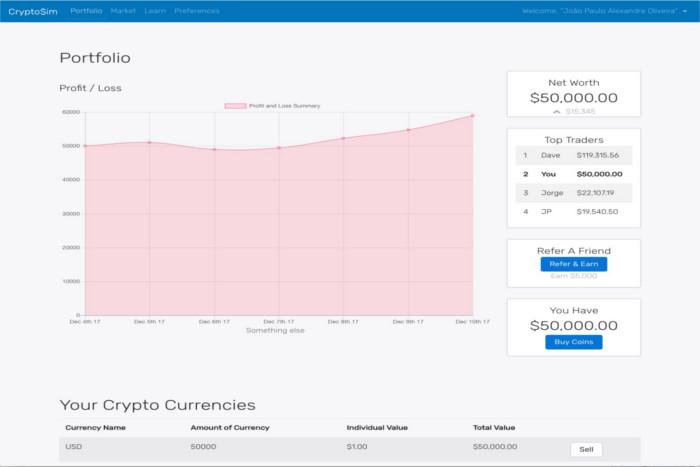 CryptoSim Portfolio Market Learn Preferences Welcome, "João Paulo Alexandre Oliveira"
Portfolio
Profit / Loss
Profit and Loss Summary
60000
50000
40000
30000
20000
10000
0
Dec 4th 17 Dec 5th 17 Dec 6th 17 Dec 7th 17 Dec 8th 17 Dec 9th 17 Dec 10th 17
Something else
Net Worth
$50,000.00
$15,345
Top Traders
1 Dave $119,315.56
2 You $50,000.00
3 Jorge $22,107.19
4 JP $19,540.50
Refer A Friend
Refer & Earn
Earn $5,000
You Have
$50,000.00
Buy Coins
Your Crypto Currencies
Currency Name Amount of Currency Individual Value Total Value
USD 50000 $1.00 $50,000.00 Sell